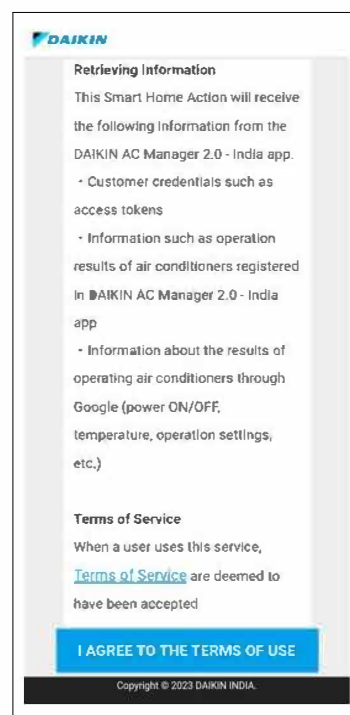 DAIKIN
Retrieving Information
This Smart Home Action will receive
the following Information from the
DAIKIN AC Manager 2.0 - India app.
・Customer credentials such as
access tokens
・Information such as operation
results of air conditioners registered
in DAIKIN AC Manager 2.0 - India
app
・Information about the results of
operating air conditioners through
Google (power ON/OFF,
temperature, operation settings,
etc.)
Terms of Service
When a user uses this service,
Terms of Service are deemed to
have been accepted
I AGREE TO THE TERMS OF USE
Copyright © 2023 DAIKIN INDIA.